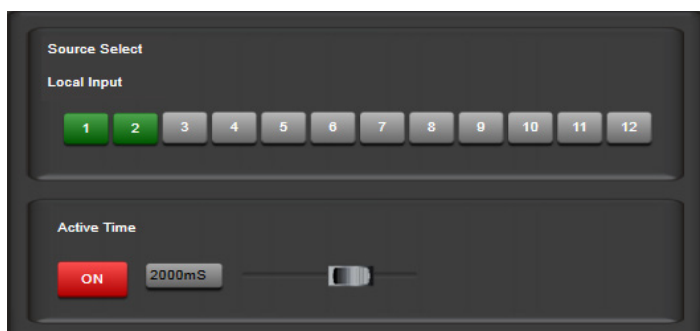 Source Select
Local Input
1 2 3 4 5 6 7 8 9 10 11 12
Active Time
ON 2000mS